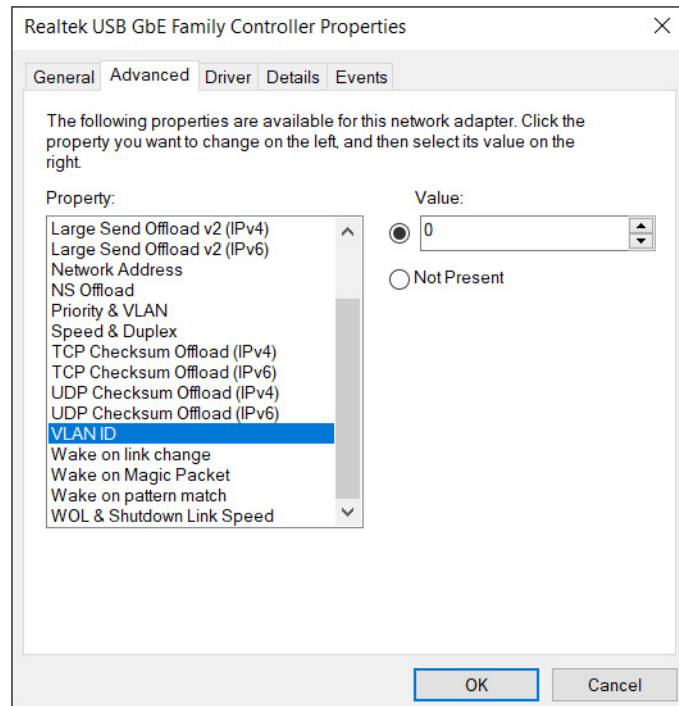 Realtek USB GbE Family Controller Properties
General Advanced Driver Details Events
The following properties are available for this network adapter. Click the
property you want to change on the left, and then select its value on the
right.
Property:
Large Send Offload v2 (IPv4)
Large Send Offload v2 (IPv6)
Network Address
NS Offload
Priority & VLAN
Speed & Duplex
TCP Checksum Offload (IPv4)
TCP Checksum Offload (IPv6)
UDP Checksum Offload (IPv4)
UDP Checksum Offload (IPv6)
VLAN ID
Wake on link change
Wake on Magic Packet
Wake on pattern match
WOL & Shutdown Link Speed
Value:
0
Not Present
OK Cancel